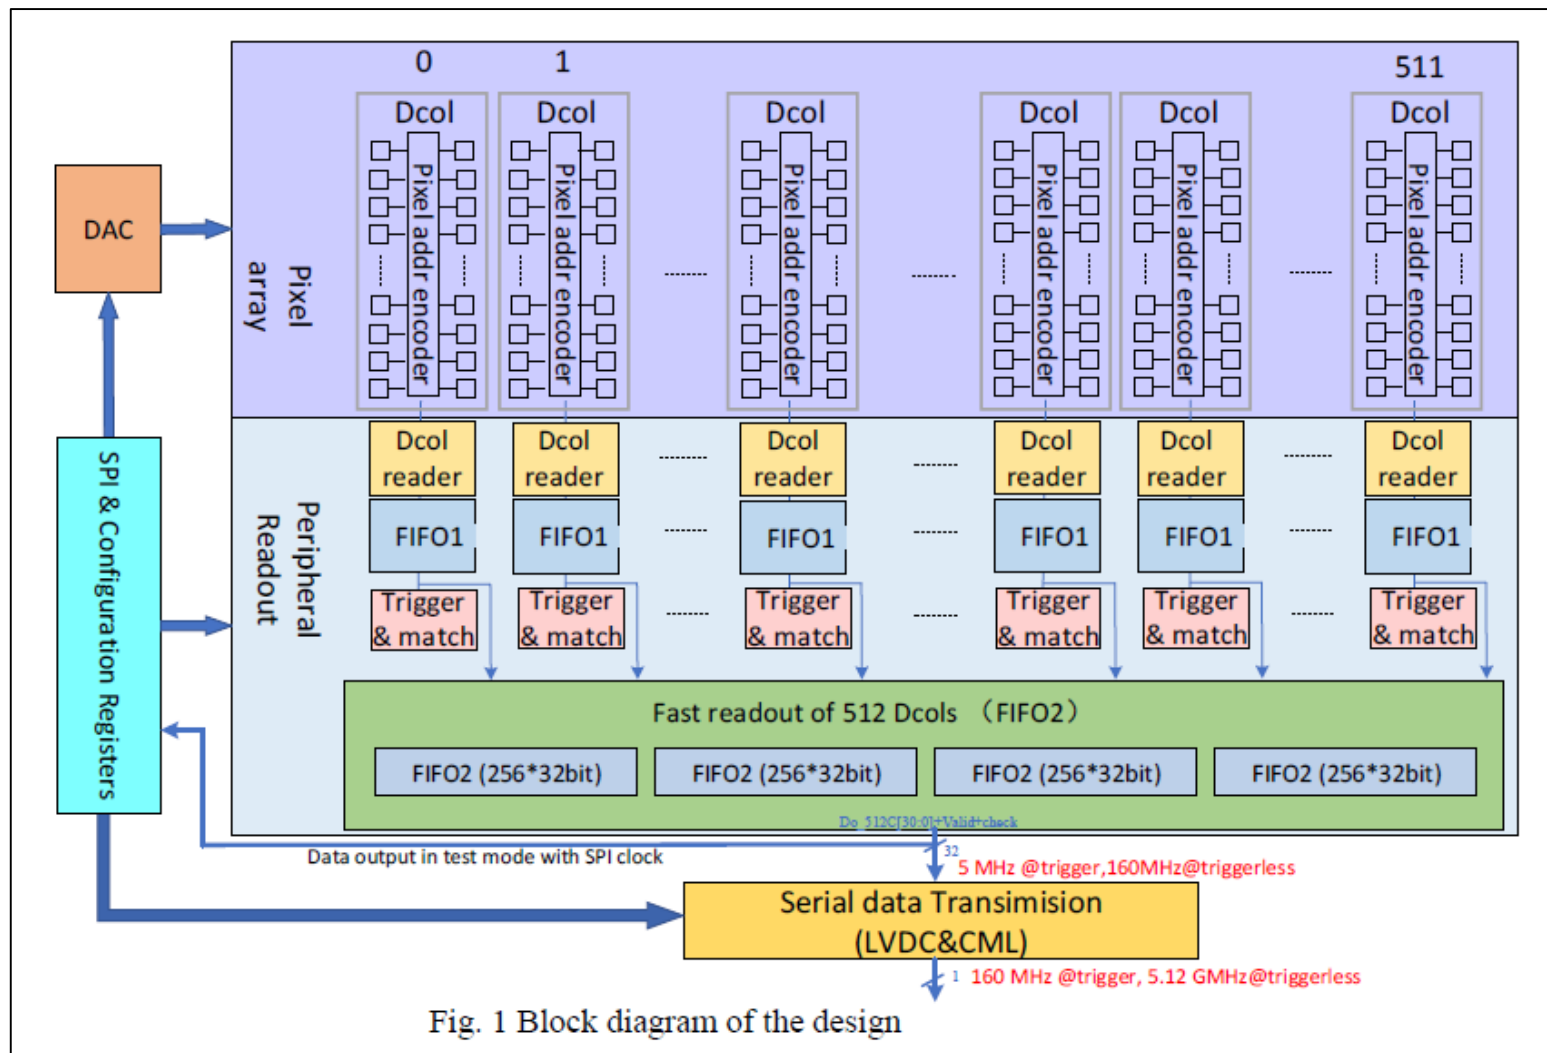 0 1 511
Dcol Dcol Dcol Dcol Dcol Dcol
Pixel addr encoder
Pixel addr encoder
Pixel addr encoder
Pixel addr encoder
Pixel addr encoder
Pixel addr encoder
DAC
Pixel
array
Dcol Dcol Dcol Dcol Dcol Dcol
reader reader reader reader reader reader
SPI & Configuration Registers
Peripheral
Readout
FIFO1 FIFO1 FIFO1 FIFO1 FIFO1 FIFO1
Trigger Trigger Trigger Trigger Trigger Trigger
& match & match & match & match & match & match
Fast readout of 512 Dcols （FIFO2）
FIFO2 (256*32bit) FIFO2 (256*32bit) FIFO2 (256*32bit) FIFO2 (256*32bit)
Do_512C[30:0]+Valid+check
Data output in test mode with SPI clock
32
5 MHz @trigger,160MHz@triggerless
Serial data Transimision
(LVDC&CML)
1 160 MHz @trigger, 5.12 GMHz@triggerless
Fig. 1 Block diagram of the design